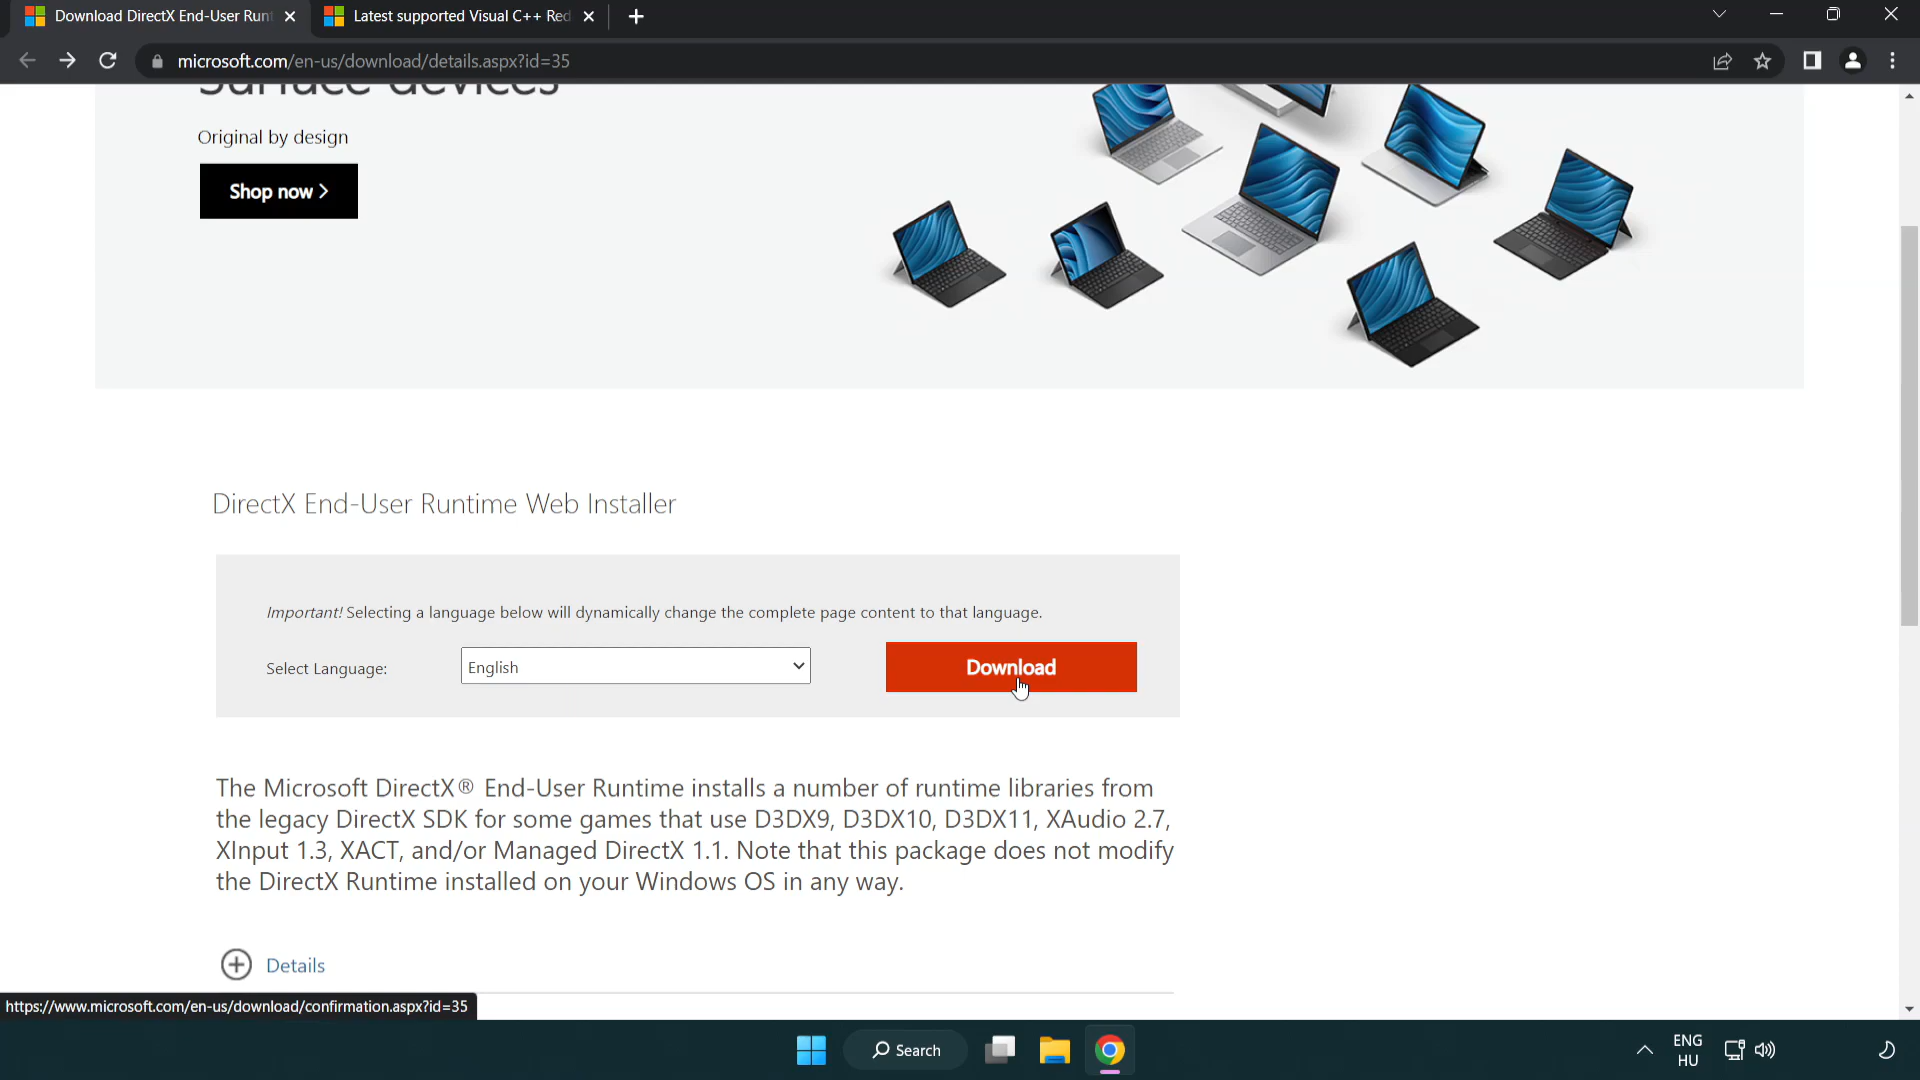 Download DirectX End-User Runt
Latest supported Visual C++ Red
microsoft.com/en-us/download/details.aspx?id=35
Surface devices
Original by design
Shop now
DirectX End-User Runtime Web Installer
Important! Selecting a language below will dynamically change the complete page content to that language.
Select Language:
English
Download
The Microsoft DirectX® End-User Runtime installs a number of runtime libraries from
the legacy DirectX SDK for some games that use D3DX9, D3DX10, D3DX11, XAudio 2.7,
XInput 1.3, XACT, and/or Managed DirectX 1.1. Note that this package does not modify
the DirectX Runtime installed on your Windows OS in any way.
Details
https://www.microsoft.com/en-us/download/confirmation.aspx?id=35
Search
ENG
HU